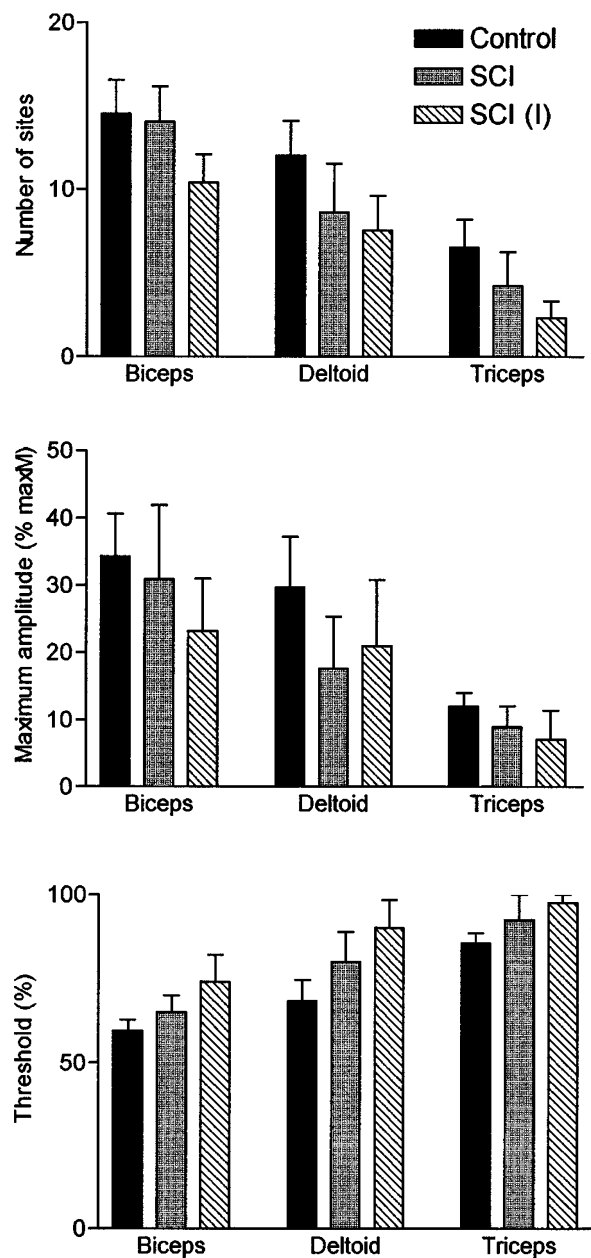 20
10
0
Number of sites
Control
SCI
SCI (I)
Biceps Deltoid Triceps
50
40
30
20
10
0
Maximum amplitude (% maxM)
Biceps Deltoid Triceps
100
50
0
Threshold (%)
Biceps Deltoid Triceps